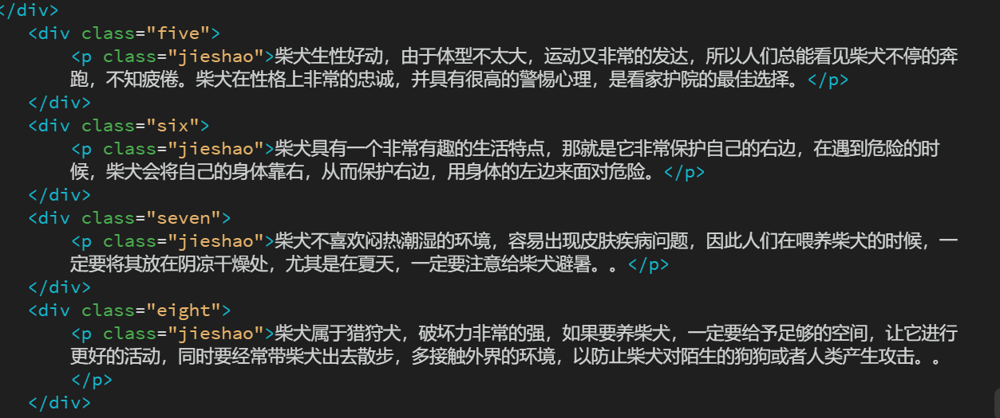 </div>
<div class="five">
<p class="jieshao">柴犬生性好动，由于体型不太大，运动又非常的发达，所以人们总能看见柴犬不停的奔
跑，不知疲倦。柴犬在性格上非常的忠诚，并具有很高的警惕心理，是看家护院的最佳选择。</p>
</div>
<div class="six">
<p class="jieshao">柴犬具有一个非常有趣的生活特点，那就是它非常保护自己的右边，在遇到危险的时
候，柴犬会将自己的身体靠右，从而保护右边，用身体的左边来面对危险。</p>
</div>
<div class="seven">
<p class="jieshao">柴犬不喜欢闷热潮湿的环境，容易出现皮肤疾病问题，因此人们在喂养柴犬的时候，一
定要将其放在阴凉干燥处，尤其是在夏天，一定要注意给柴犬避暑。。</p>
</div>
<div class="eight">
<p class="jieshao">柴犬属于猎狩犬，破坏力非常的强，如果要养柴犬，一定要给予足够的空间，让它进行
更好的活动，同时要经常带柴犬出去散步，多接触外界的环境，以防止柴犬对陌生的狗狗或者人类产生攻击。。
</p>
</div>